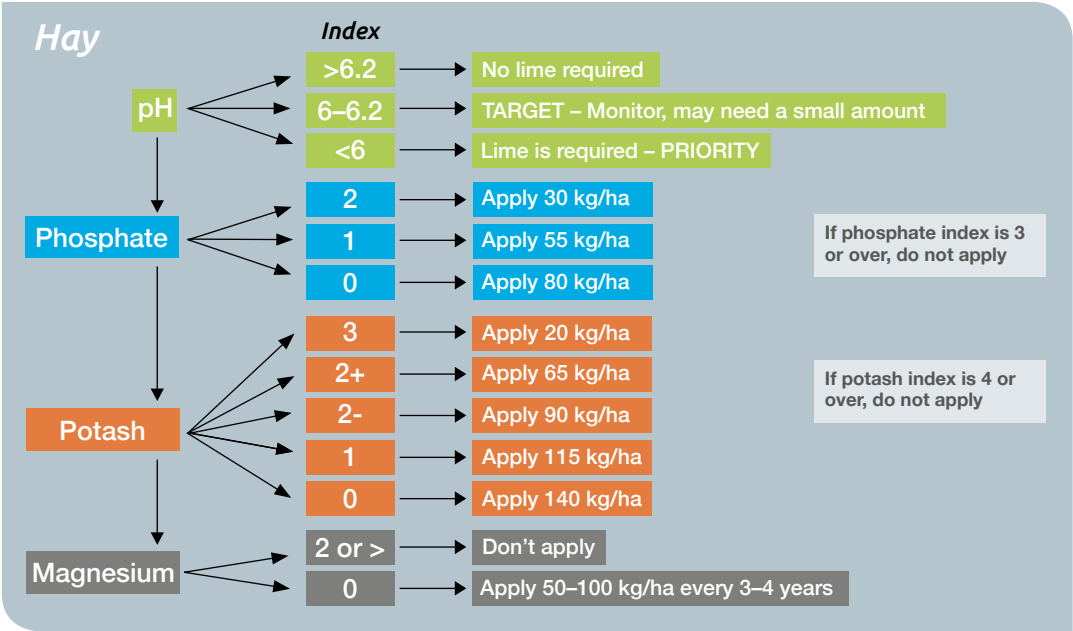 Hay
Index
pH
>6.2
No lime required
6–6.2
TARGET – Monitor, may need a small amount
<6
Lime is required – PRIORITY
Phosphate
2
Apply 30 kg/ha
1
Apply 55 kg/ha
0
Apply 80 kg/ha
If phosphate index is 3
or over, do not apply
Potash
3
Apply 20 kg/ha
2+
Apply 65 kg/ha
2-
Apply 90 kg/ha
1
Apply 115 kg/ha
0
Apply 140 kg/ha
If potash index is 4 or
over, do not apply
Magnesium
2 or >
Don’t apply
0
Apply 50–100 kg/ha every 3–4 years